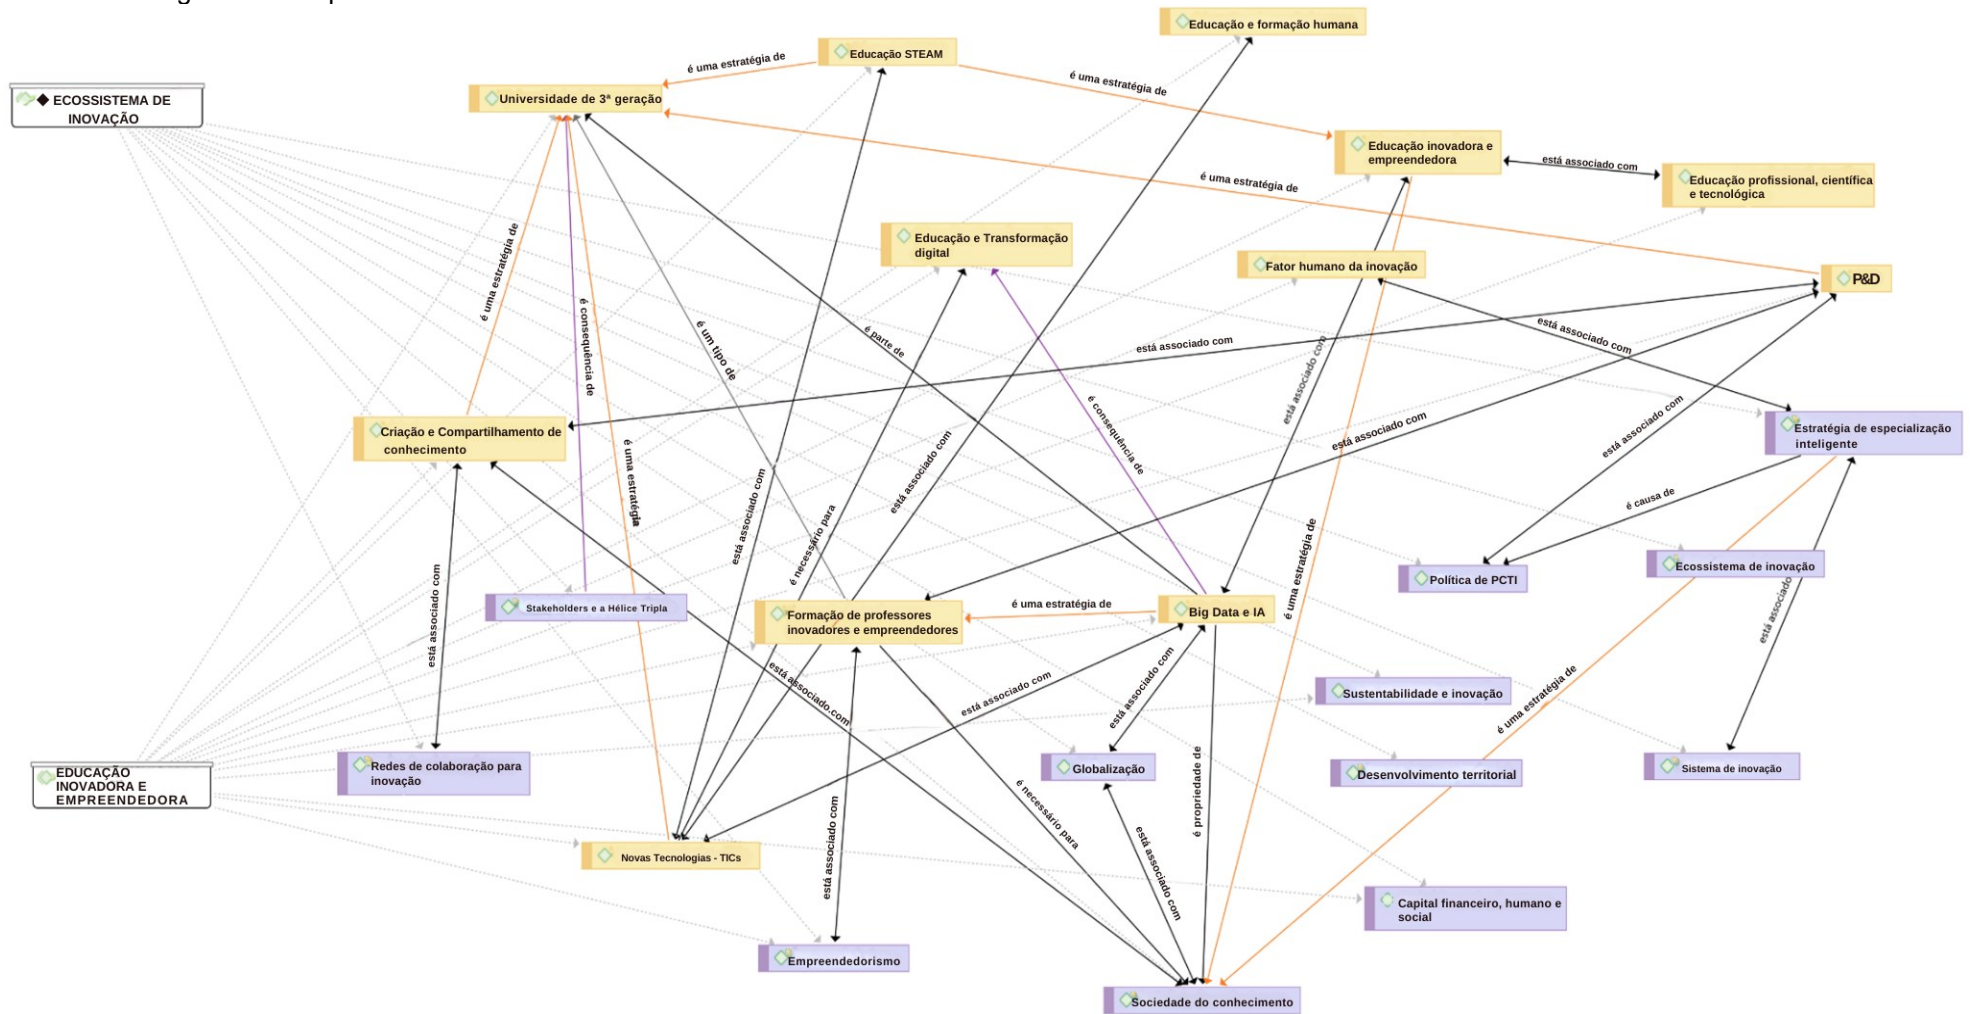 Educação e formação humana
Educação STEAM
é uma estratégia de
é uma estratégia de
◆ ECOSSISTEMA DE
INOVAÇÃO
Universidade de 3ª geração
Educação inovadora e
empreendedora
está associado com
Educação profissional, científica
e tecnológica
é uma estratégia de
Educação e Transformação
digital
Fator humano da inovação
P&D
é uma estratégia de
é consequência de
é um tipo de
é parte de
está associado com
está associado com
está associado com
Criação e Compartilhamento de
conhecimento
é uma estratégia
está associado com
está associado com
é consequência de
está associado com
está associado com
Estratégia de especialização
inteligente
é causa de
é necessário para
é uma estratégia de
Política de PCTI
Ecossistema de inovação
está associado com
Stakeholders e a Hélice Tripla
Formação de professores
inovadores e empreendedores
é uma estratégia de
Big Data e IA
está associado
está associado.com
está associado com
está associado com
Sustentabilidade e inovação
é uma estratégia de
EDUCAÇÃO
INOVADORA E
EMPREENDEDORA
Redes de colaboração para
inovação
Globalização
Desenvolvimento territorial
Sistema de inovação
é necessário para
é propriedade de
está associado com
está associado com
Novas Tecnologias - TICs
Capital financeiro, humano e
social
Empreendedorismo
Sociedade do conhecimento